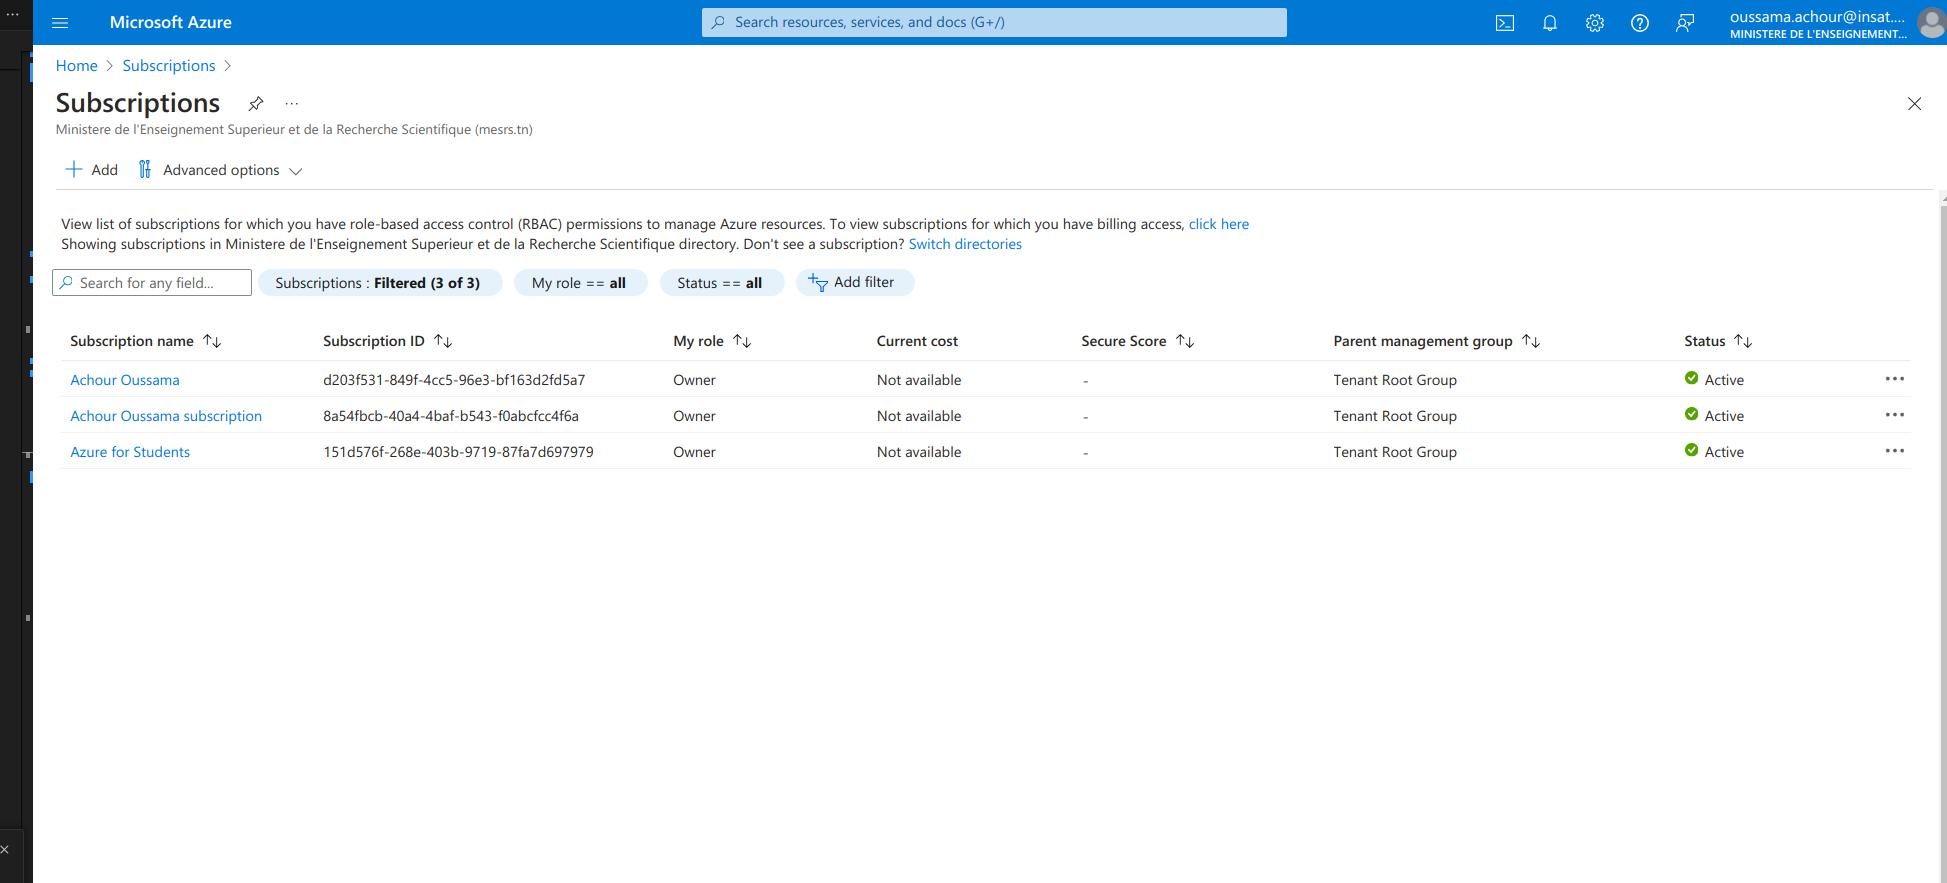 Microsoft Azure
Search resources, services, and docs (G+/)
oussama.achour@insat....
MINISTERE DE L'ENSEIGNEMENT...
Home > Subscriptions >
Subscriptions
Ministere de l'Enseignement Superieur et de la Recherche Scientifique (mesrs.tn)
Add Advanced options
View list of subscriptions for which you have role-based access control (RBAC) permissions to manage Azure resources. To view subscriptions for which you have billing access, click here
Showing subscriptions in Ministere de l'Enseignement Superieur et de la Recherche Scientifique directory. Don't see a subscription? Switch directories
Search for any field... Subscriptions : Filtered (3 of 3) My role == all Status == all Add filter
Subscription name Subscription ID My role Current cost Secure Score Parent management group Status
Achour Oussama d203f531-849f-4cc5-96e3-bf163d2fd5a7 Owner Not available - Tenant Root Group Active
Achour Oussama subscription 8a54fbcb-40a4-4baf-b543-f0abcfcc4f6a Owner Not available - Tenant Root Group Active
Azure for Students 151d576f-268e-403b-9719-87fa7d697979 Owner Not available - Tenant Root Group Active